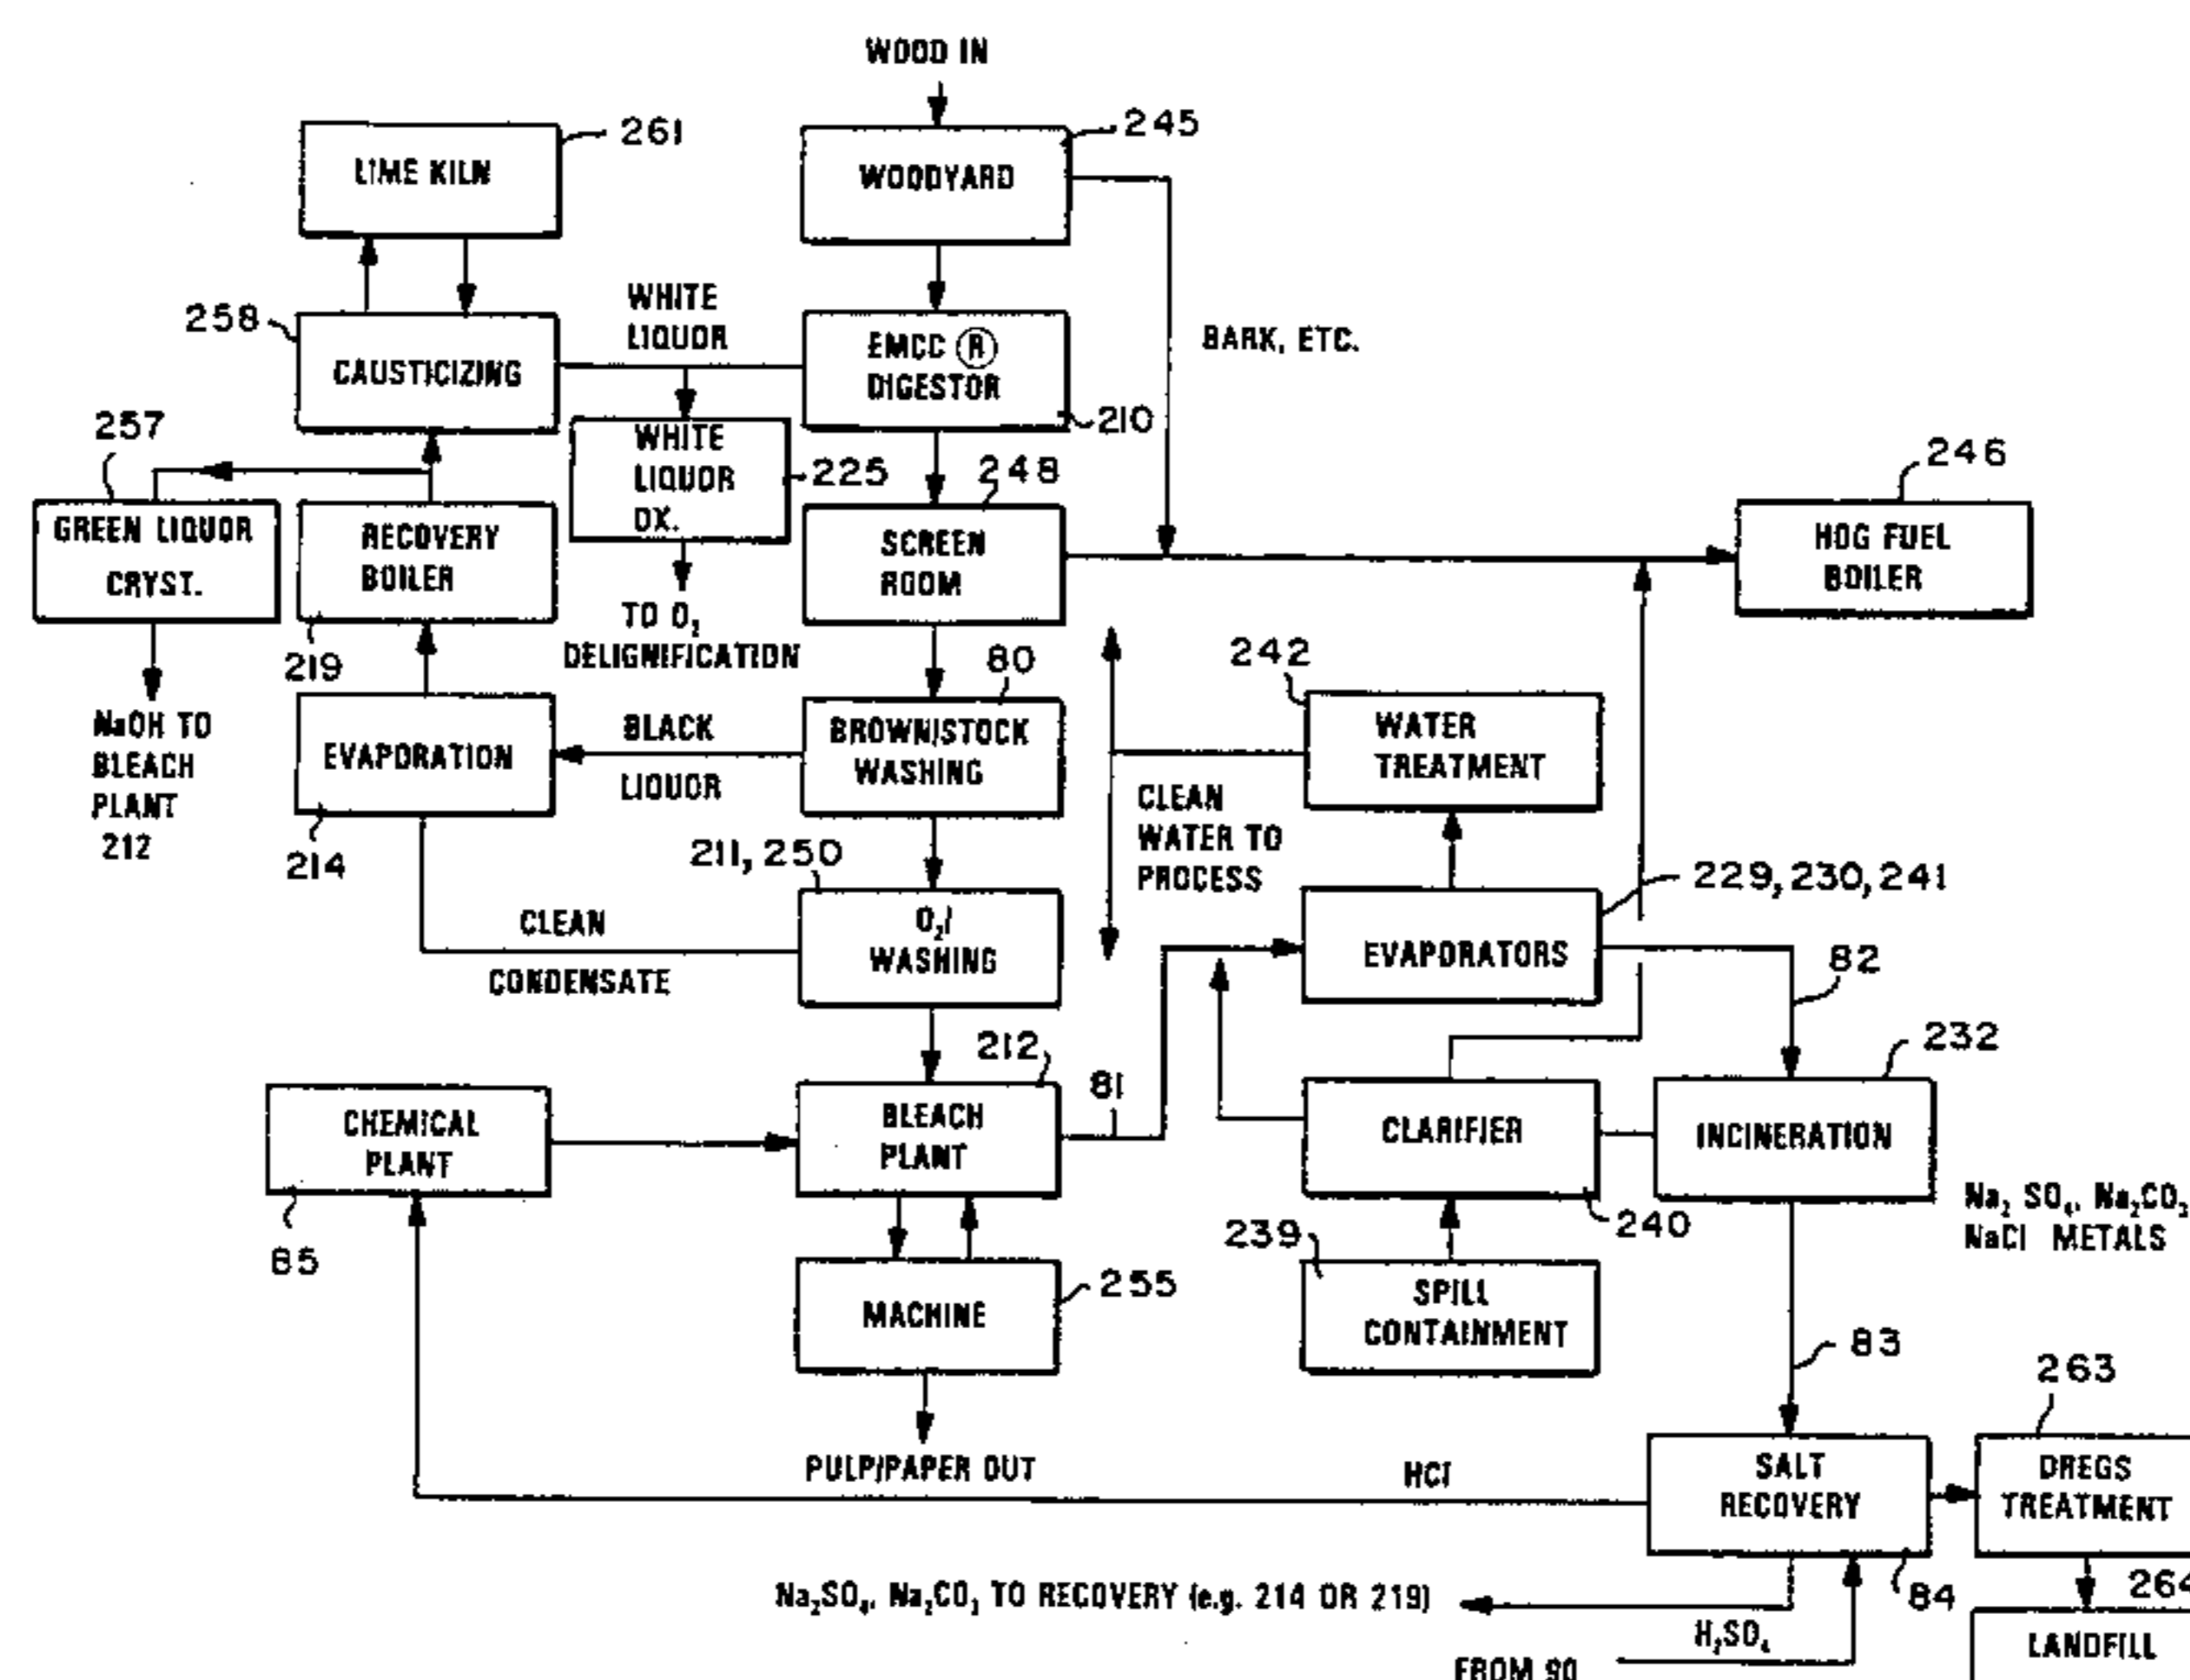 WOOD IN
LIME KILN
261
WOODYARD
245
258
CAUSTICIZING
WHITE
LIQUOR
EMCC ®
DIGESTOR
210
BARK, ETC.
257
GREEN LIQUOR
CRYST.
RECOVERY
BOILER
219
WHITE
LIQUOR
OX.
225
248
SCREEN
ROOM
246
HOG FUEL
BOILER
TO O₂
DELIGNIFICATION
NaOH TO
BLEACH
PLANT
212
EVAPORATION
214
BLACK
LIQUOR
80
BROWN/STOCK
WASHING
242
WATER
TREATMENT
CLEAN
WATER TO
PROCESS
211, 250
O₂/
WASHING
CLEAN
CONDENSATE
229, 230, 241
EVAPORATORS
82
212
BLEACH
PLANT
81
CHEMICAL
PLANT
85
CLARIFIER
240
232
INCINERATION
Na₂ SO₄, Na₂CO₃
NaCl METALS
MACHINE
255
239
SPILL
CONTAINMENT
83
PULP/PAPER OUT
HCl
SALT
RECOVERY
84
263
DREGS
TREATMENT
264
LANDFILL
Na₂SO₄, Na₂CO₃ TO RECOVERY (e.g. 214 OR 219)
H₂SO₄
FROM 90